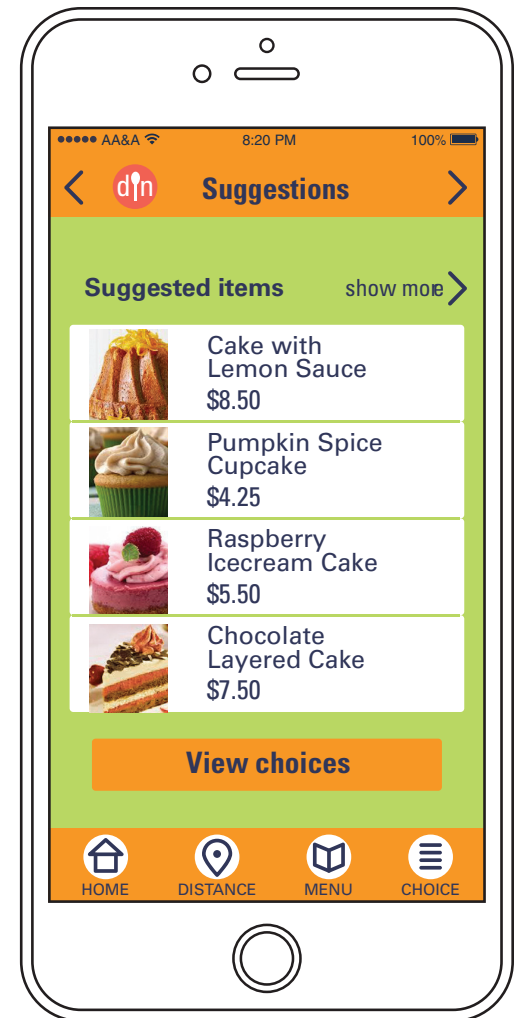 AA&A 8:20 PM 100%
din Suggestions
Suggested items show more
Cake with
Lemon Sauce
$8.50
Pumpkin Spice
Cupcake
$4.25
Raspberry
Icecream Cake
$5.50
Chocolate
Layered Cake
$7.50
View choices
HOME DISTANCE MENU CHOICE